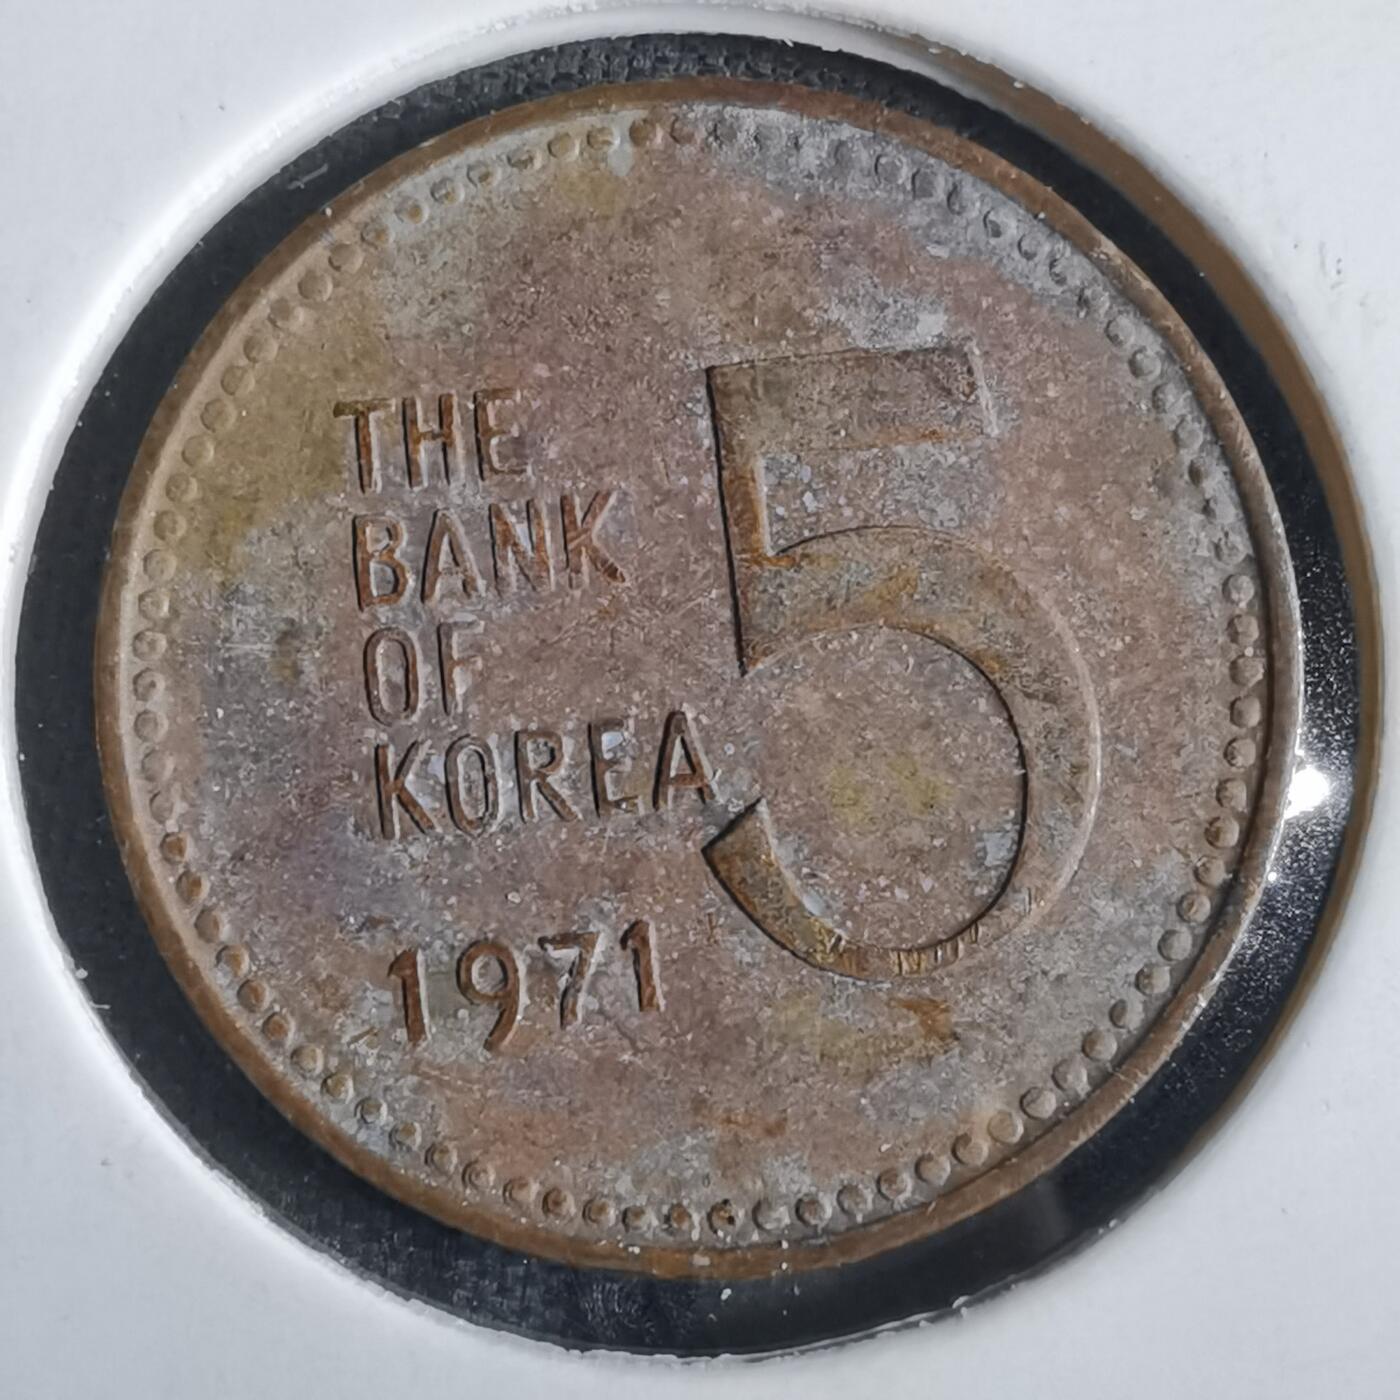 THE
BANK
OF
KOREA
1971
5